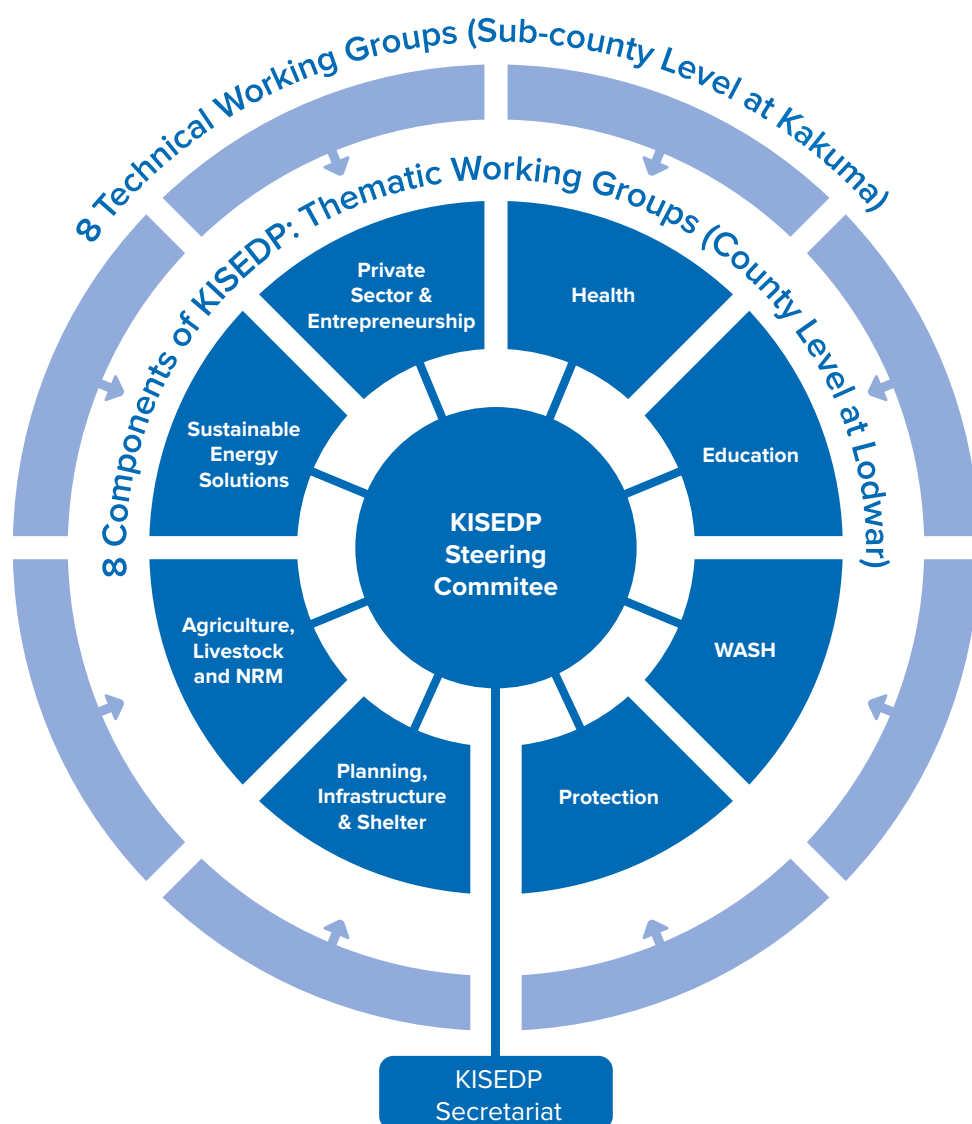 8 Technical Working Groups (Sub-county Level at Kakuma)
8 Components of KISEDP: Thematic Working Groups (County Level at Lodwar)
Private
Sector &
Entrepreneurship
Health
Sustainable
Energy
Solutions
Education
KISEDP
Steering
Commitee
Agriculture,
Livestock
and NRM
WASH
Planning,
Infrastructure
& Shelter
Protection
KISEDP
Secretariat